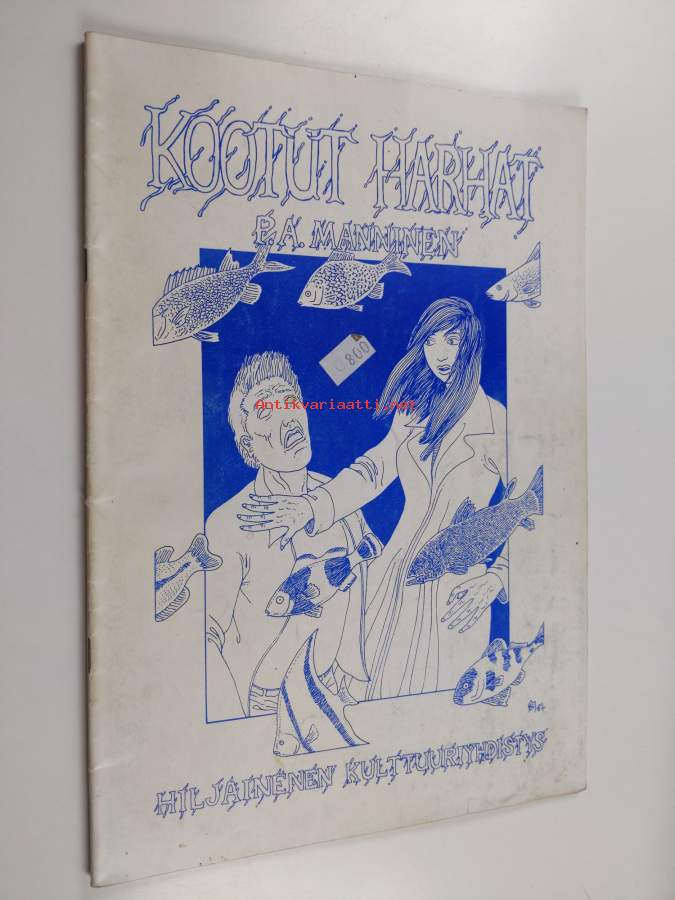 KOOTUT HARHAT
P.A. MANNINEN
800
Antikvariaatti.net
HILJAINENEN KULTTUURIYHDISTYS